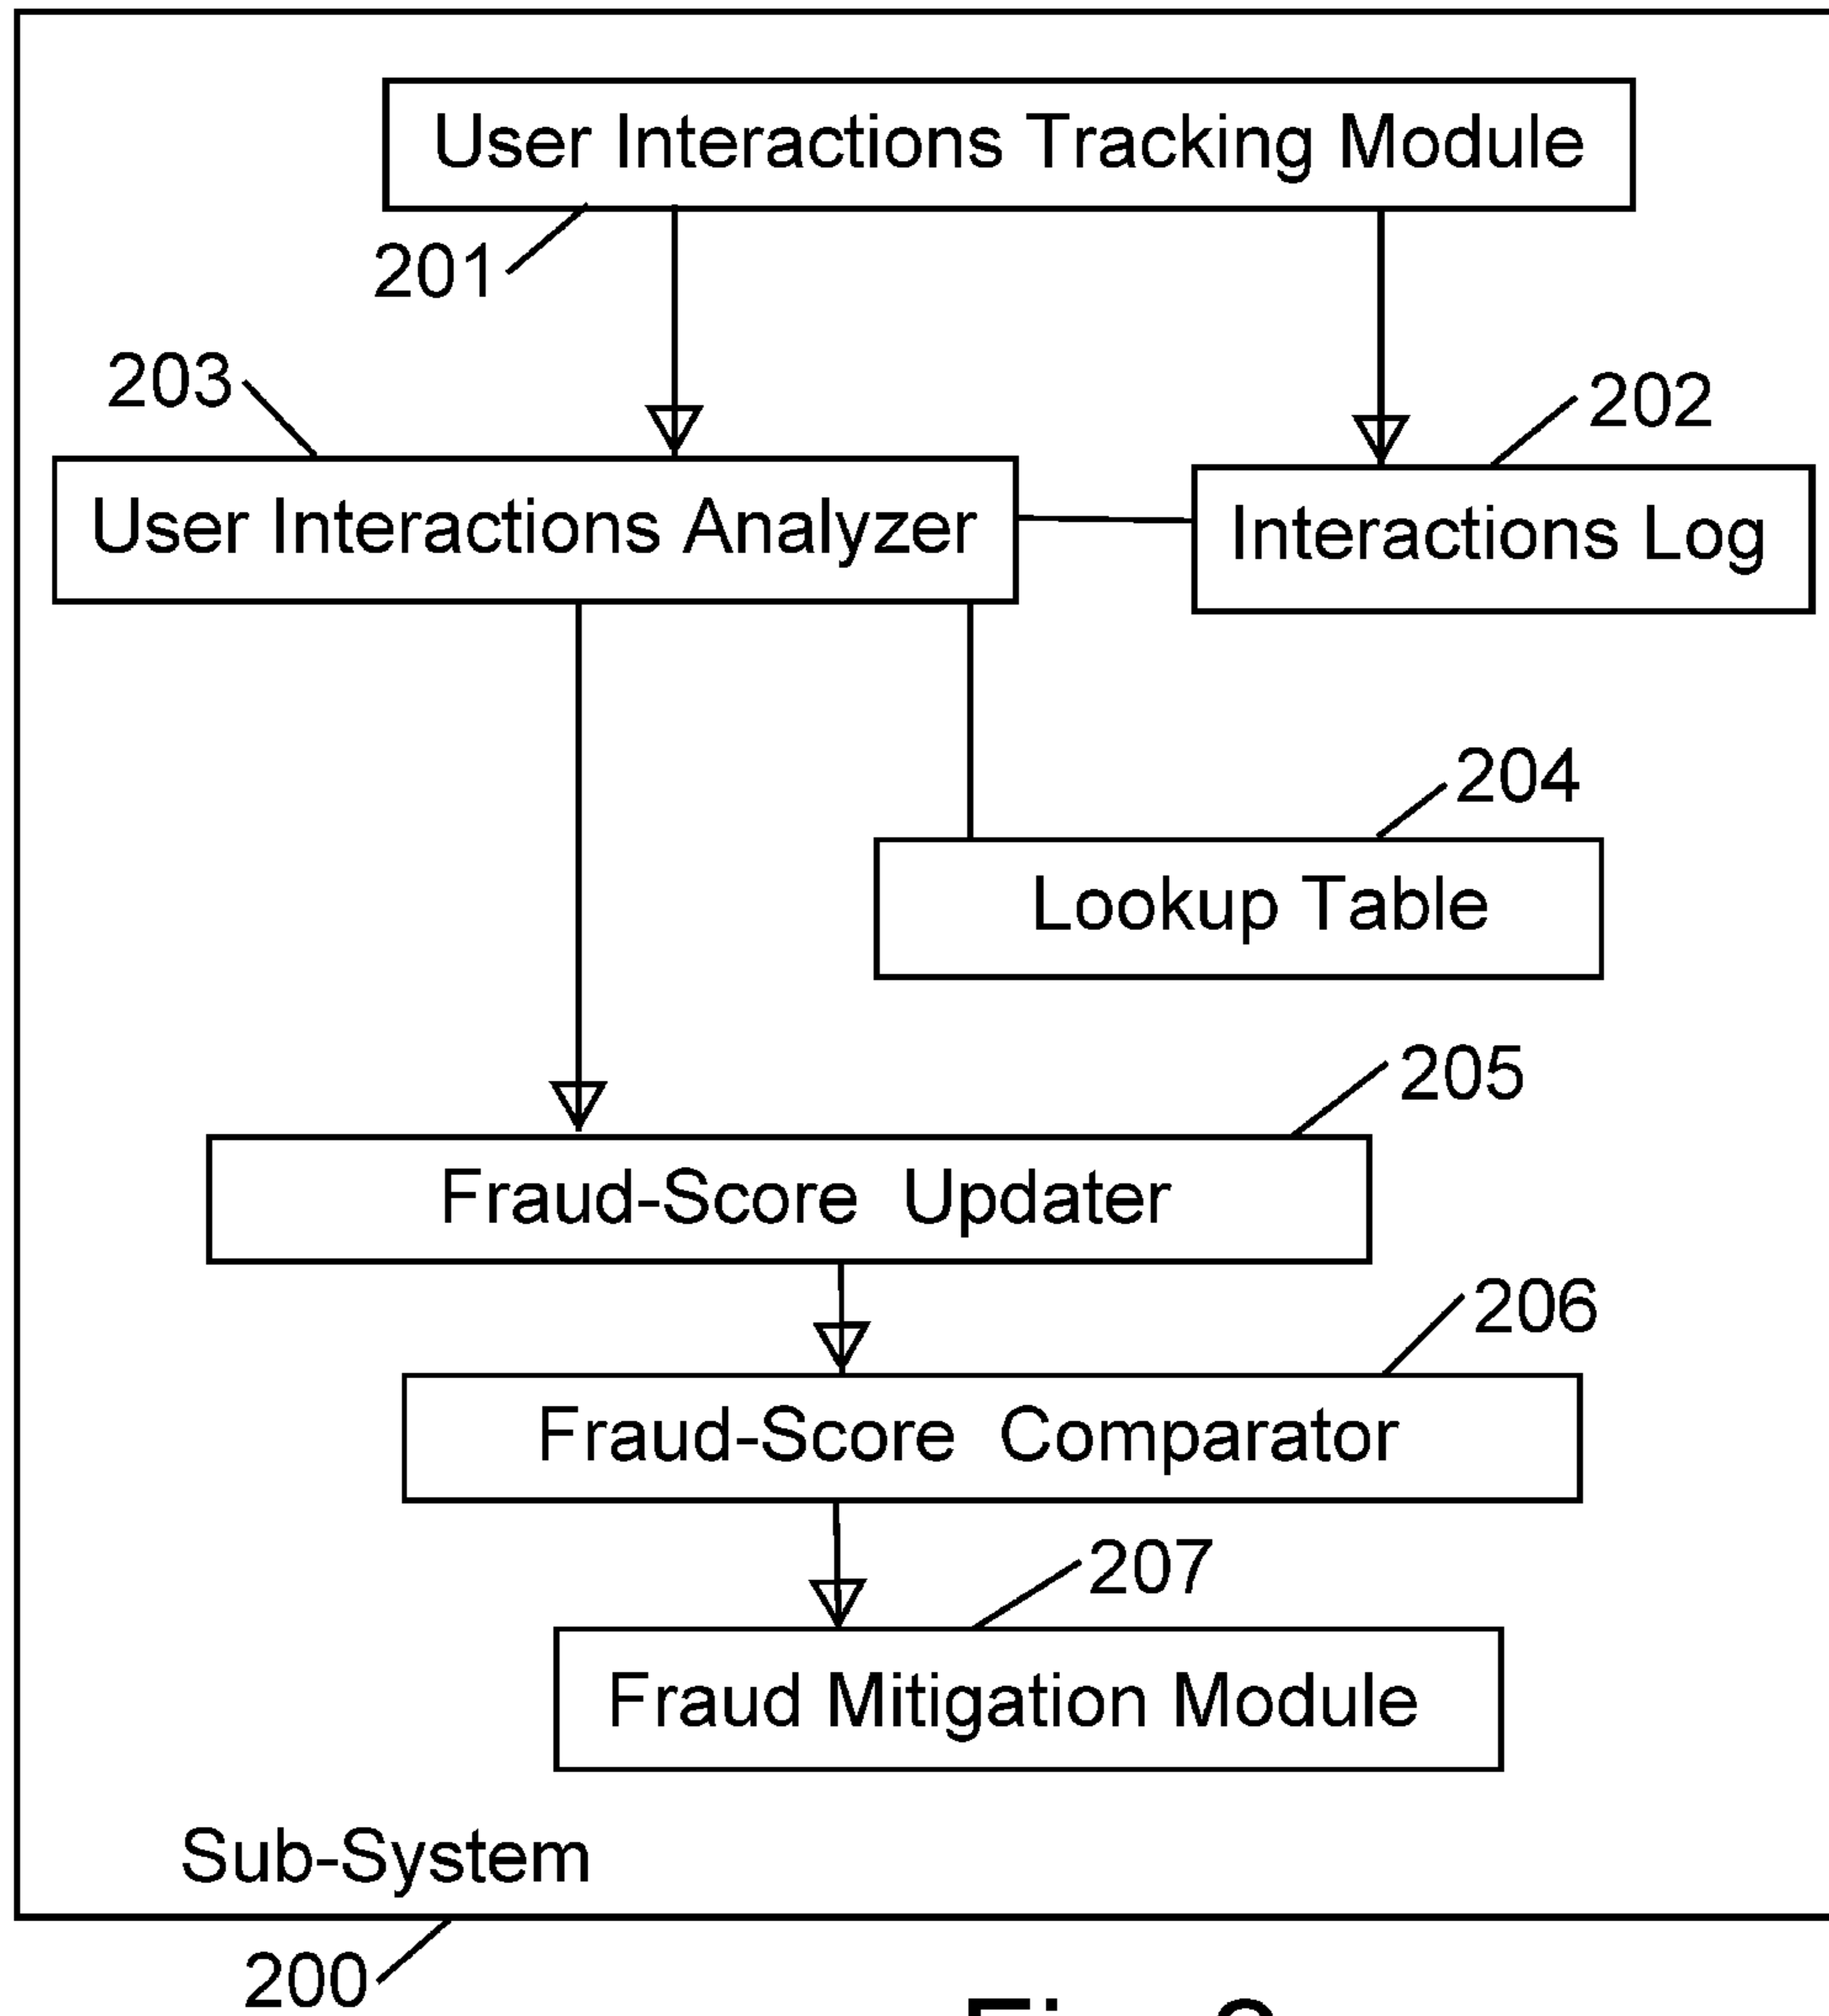 User Interactions Tracking Module
201
203
202
User Interactions Analyzer
Interactions Log
204
Lookup Table
205
Fraud-Score Updater
206
Fraud-Score Comparator
207
Fraud Mitigation Module
Sub-System
200